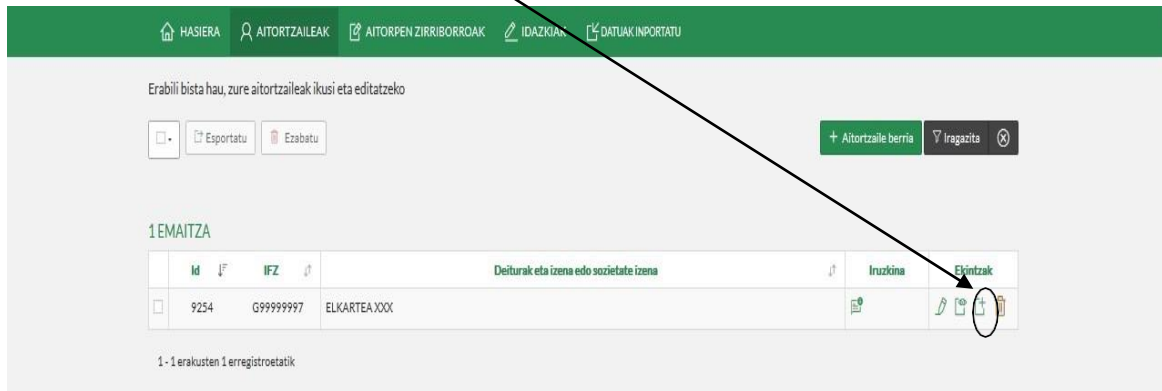 HASIERA AITORTZAILEAK AITORPEN ZIRRIBORROAK IDAZKIAK DATUAK INPORTATU
Erabili bista hau, zure aitortzaileak ikusi eta editatzeko
Esportatu Ezabatu + Aitortzaile berria Iragazita
1 EMAITZA
Id IFZ Deiturak eta izena edo sozietate izena Iruzkina Ekintzak
9254 G99999997 ELKARTEA XXX
1 - 1 erakusten 1 erregistroetatik